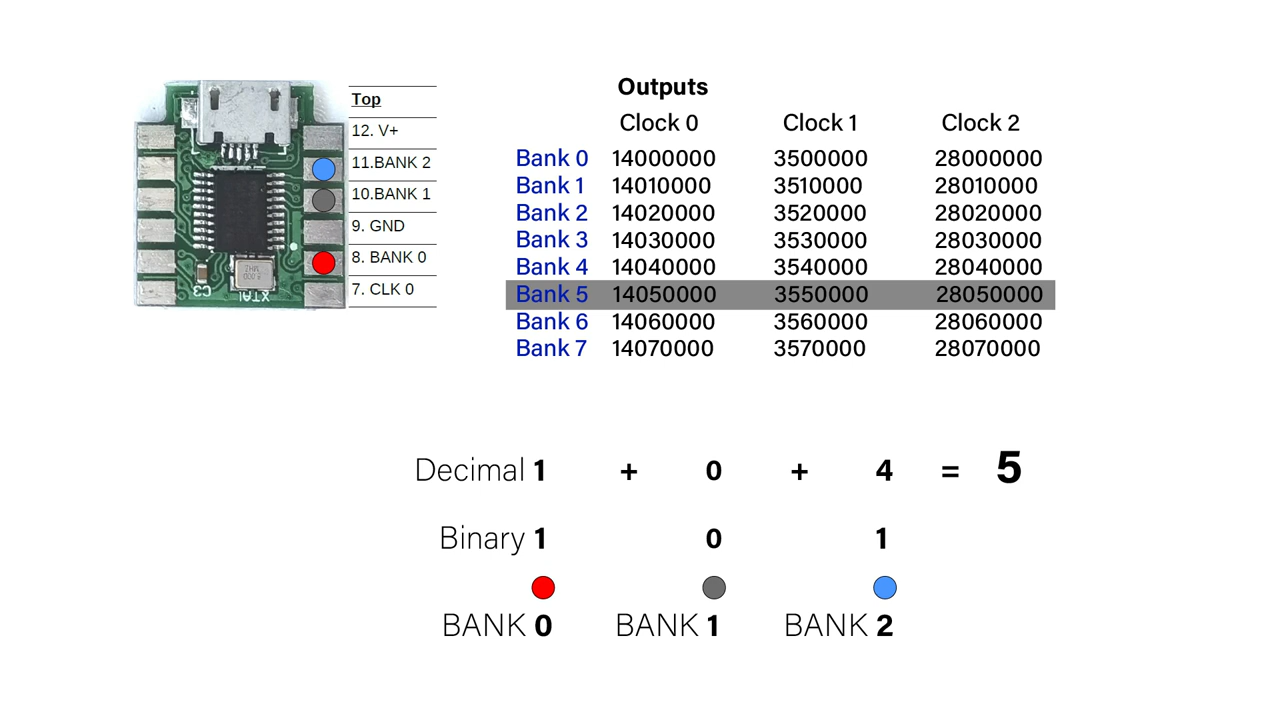 Top
12. V+
11.BANK 2
10.BANK 1
9. GND
8. BANK 0
7. CLK 0
C3
XTAL
Outputs
Clock 0 Clock 1 Clock 2
Bank 0 14000000 3500000 28000000
Bank 1 14010000 3510000 28010000
Bank 2 14020000 3520000 28020000
Bank 3 14030000 3530000 28030000
Bank 4 14040000 3540000 28040000
Bank 5 14050000 3550000 28050000
Bank 6 14060000 3560000 28060000
Bank 7 14070000 3570000 28070000
Decimal 1 + 0 + 4 = 5
Binary 1 0 1
BANK 0 BANK 1 BANK 2